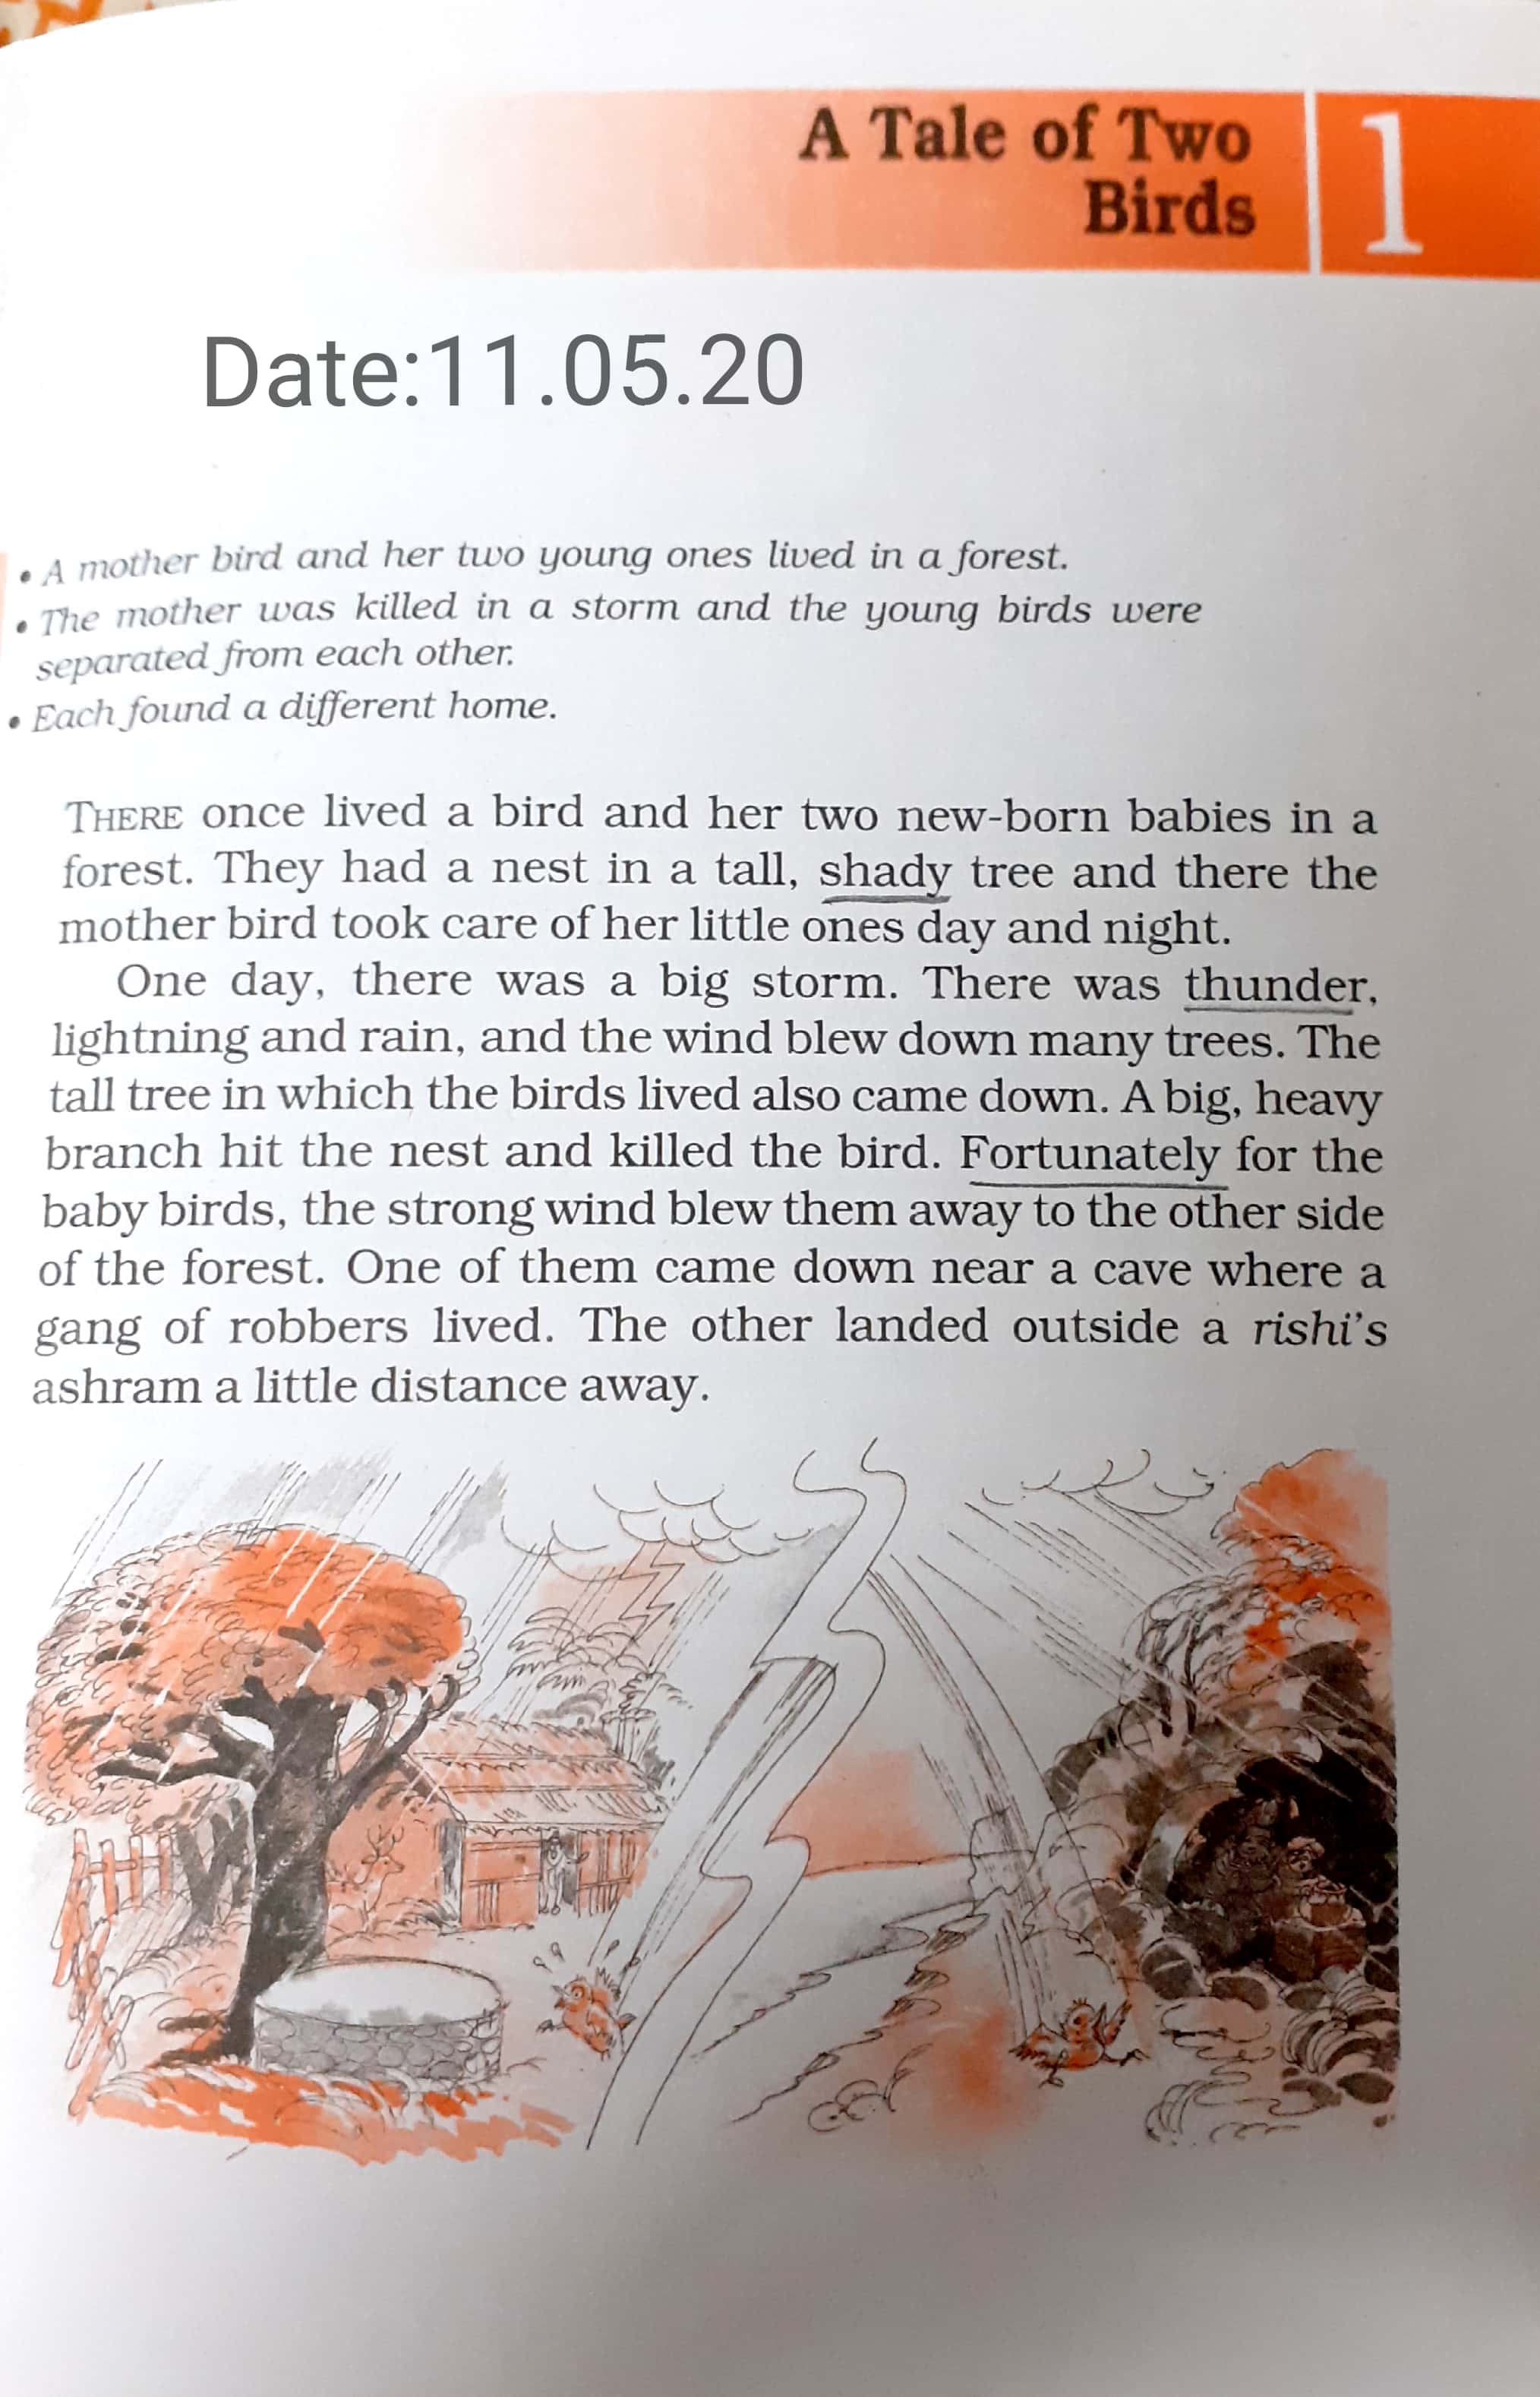 A Tale of Two
Birds
1
Date:11.05.20
• A mother bird and her two young ones lived in a forest.
• The mother was killed in a storm and the young birds were
separated from each other.
• Each found a different home.
THERE once lived a bird and her two new-born babies in a
forest. They had a nest in a tall, shady tree and there the
mother bird took care of her little ones day and night.
One day, there was a big storm. There was thunder,
lightning and rain, and the wind blew down many trees. The
tall tree in which the birds lived also came down. A big, heavy
branch hit the nest and killed the bird. Fortunately for the
baby birds, the strong wind blew them away to the other side
of the forest. One of them came down near a cave where a
gang of robbers lived. The other landed outside a rishi's
ashram a little distance away.